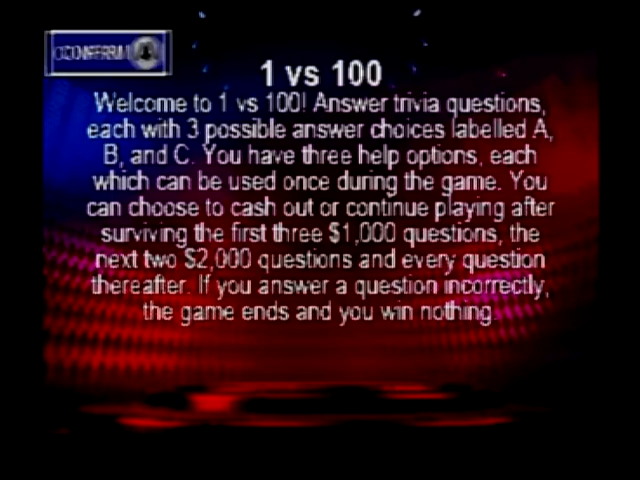 1 vs 100
Welcome to 1 vs 100! Answer trivia questions,
each with 3 possible answer choices labelled A,
B, and C. You have three help options, each
which can be used once during the game. You
can choose to cash out or continue playing after
surviving the first three $1,000 questions, the
next two $2,000 questions and every question
thereafter. If you answer a question incorrectly,
the game ends and you win nothing.